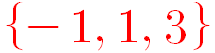 {−1, 1, 3}